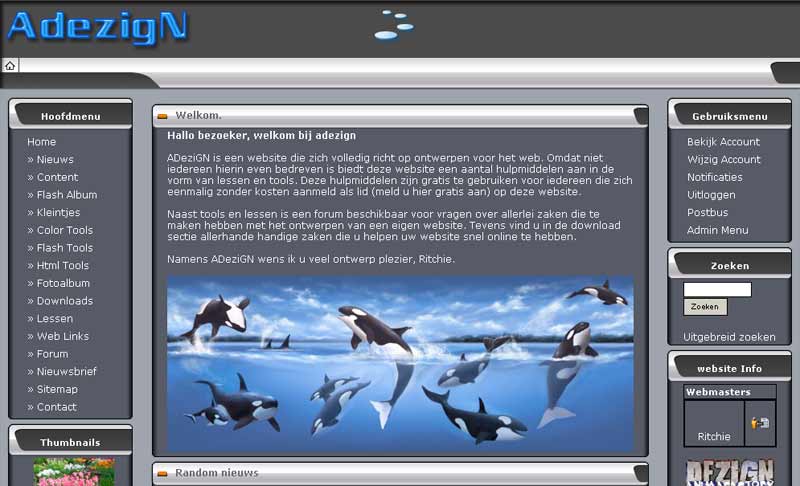 AdezigN
Hoofdmenu
Home
» Nieuws
» Content
» Flash Album
» Kleintjes
» Color Tools
» Flash Tools
» Html Tools
» Fotoalbum
» Downloads
» Lessen
» Web Links
» Forum
» Nieuwsbrief
» Sitemap
» Contact
Thumbnails
Welkom.
Hallo bezoeker, welkom bij adezign
ADeziGN is een website die zich volledig richt op ontwerpen voor het web. Omdat niet
iedereen hierin even bedreven is biedt deze website een aantal hulpmiddelen aan in de
vorm van lessen en tools. Deze hulpmiddelen zijn gratis te gebruiken voor iedereen die zich
eenmalig zonder kosten aanmeld als lid (meld u hier gratis aan) op deze website.
Naast tools en lessen is een forum beschikbaar voor vragen over allerlei zaken die te
maken hebben met het ontwerpen van een eigen website. Tevens vind u in de download
sectie allerhande handige zaken die u helpen uw website snel online te hebben.
Namens ADeziGN wens ik u veel ontwerp plezier, Ritchie.
Random nieuws
Gebruiksmenu
Bekijk Account
Wijzig Account
Notificaties
Uitloggen
Postbus
Admin Menu
Zoeken
Zoeken
Uitgebreid zoeken
website Info
Webmasters
Ritchie
DEZIGN